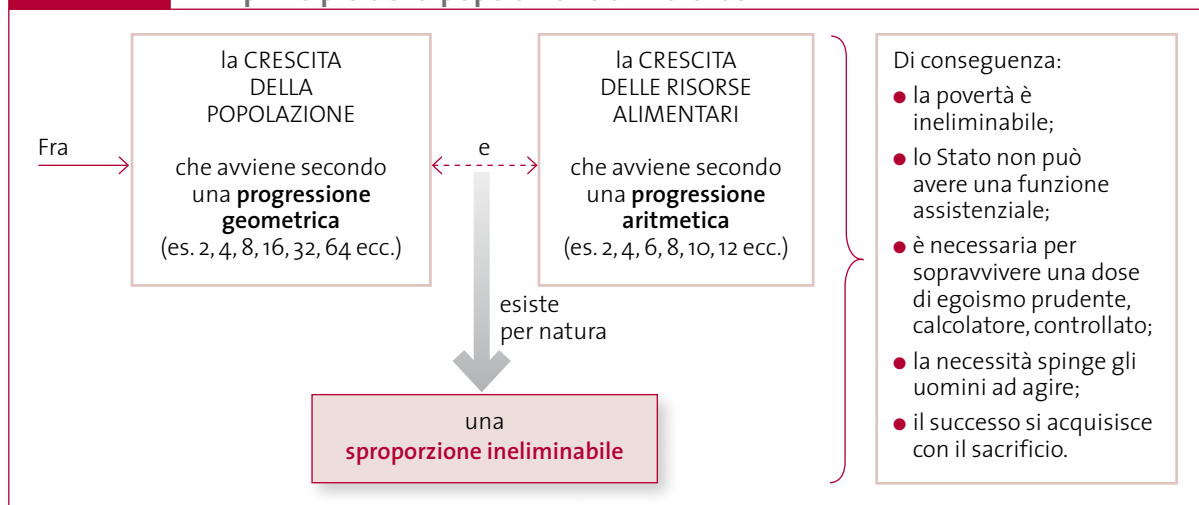 Fra
la CRESCITA
DELLA
POPOLAZIONE
che avviene secondo
una progressione
geometrica
(es. 2, 4, 8, 16, 32, 64 ecc.)
e
la CRESCITA
DELLE RISORSE
ALIMENTARI
che avviene secondo
una progressione
aritmetica
(es. 2, 4, 6, 8, 10, 12 ecc.)
esiste
per natura
una
sproporzione ineliminabile
Di conseguenza:
● la povertà è
ineliminabile;
● lo Stato non può
avere una funzione
assistenziale;
● è necessaria per
sopravvivere una dose
di egoismo prudente,
calcolatore, controllato;
● la necessità spinge gli
uomini ad agire;
● il successo si acquisisce
con il sacrificio.